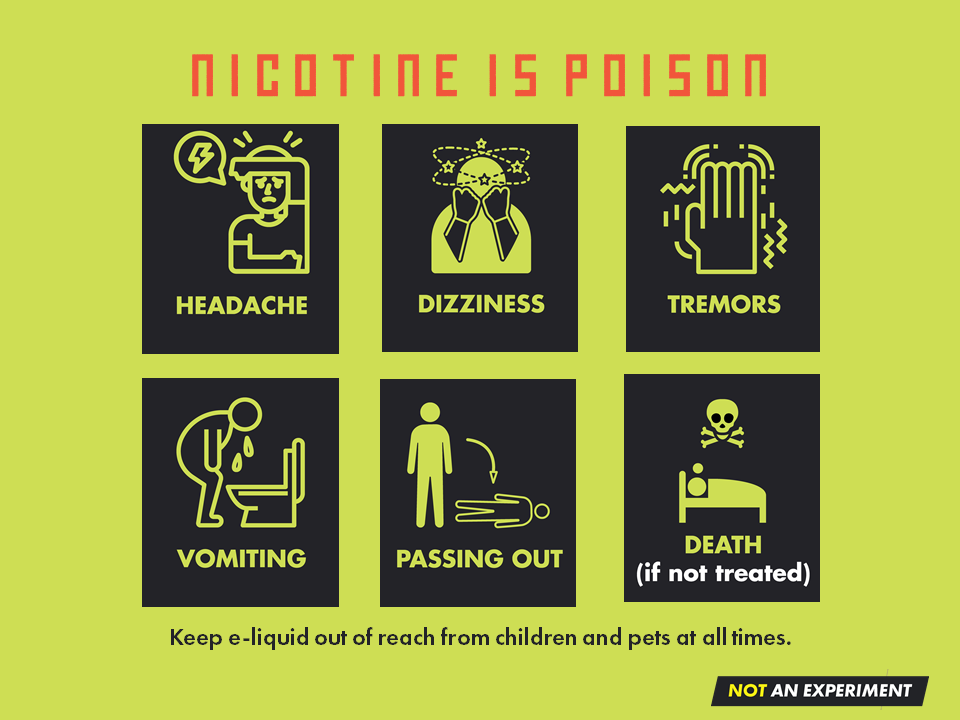 NICOTINE IS POISON
HEADACHE
DIZZINESS
TREMORS
VOMITING
PASSING OUT
DEATH
(if not treated)
Keep e-liquid out of reach from children and pets at all times.
NOT AN EXPERIMENT